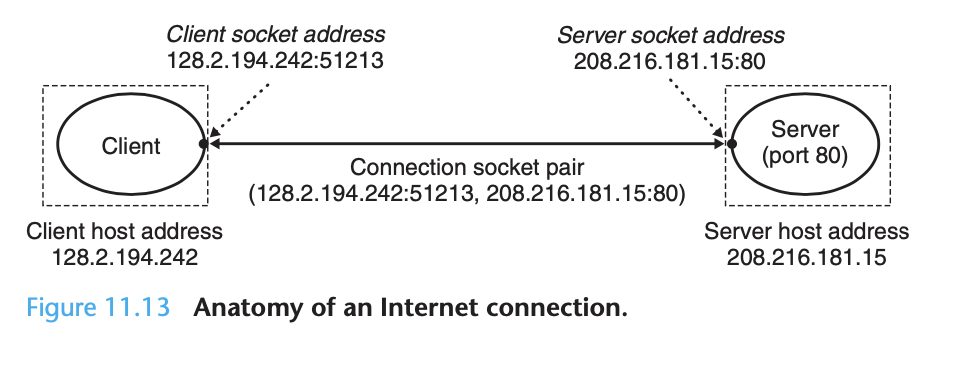 Client socket address
128.2.194.242:51213
Server socket address
208.216.181.15:80
Client
Server
(port 80)
Connection socket pair
(128.2.194.242:51213, 208.216.181.15:80)
Client host address
128.2.194.242
Server host address
208.216.181.15
Figure 11.13 Anatomy of an Internet connection.